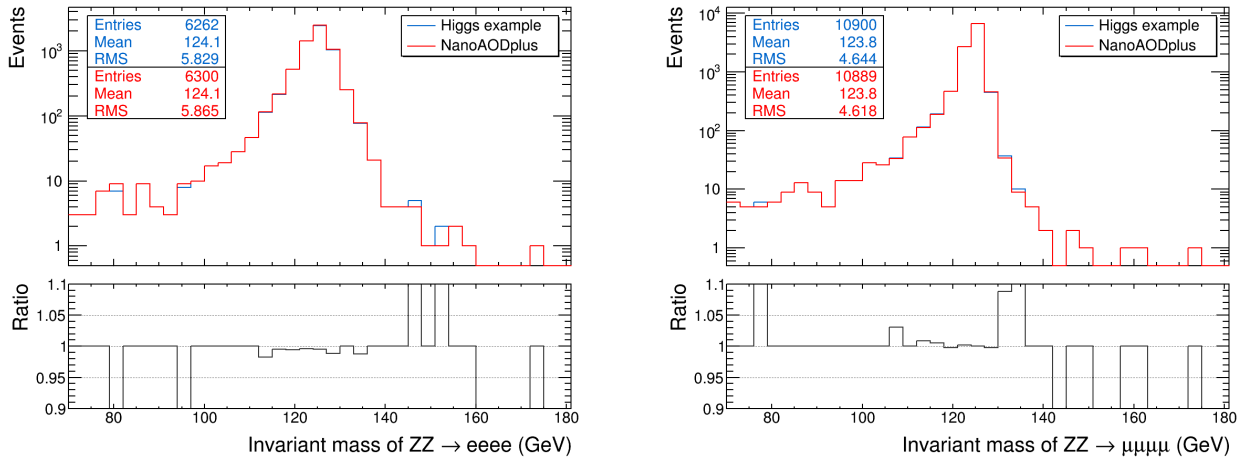 Events
Entries 6262
Mean 124.1
RMS 5.829
Entries 6300
Mean 124.1
RMS 5.865
Higgs example
NanoAODplus
10³
10²
10
1
Ratio
1.1
1.05
1
0.95
0.9
80 100 120 140 160 180
Invariant mass of ZZ → eeee (GeV)
Events
Entries 10900
Mean 123.8
RMS 4.644
Entries 10889
Mean 123.8
RMS 4.618
Higgs example
NanoAODplus
10⁴
10³
10²
10
1
Ratio
1.1
1.05
1
0.95
0.9
80 100 120 140 160 180
Invariant mass of ZZ → μμμμ (GeV)